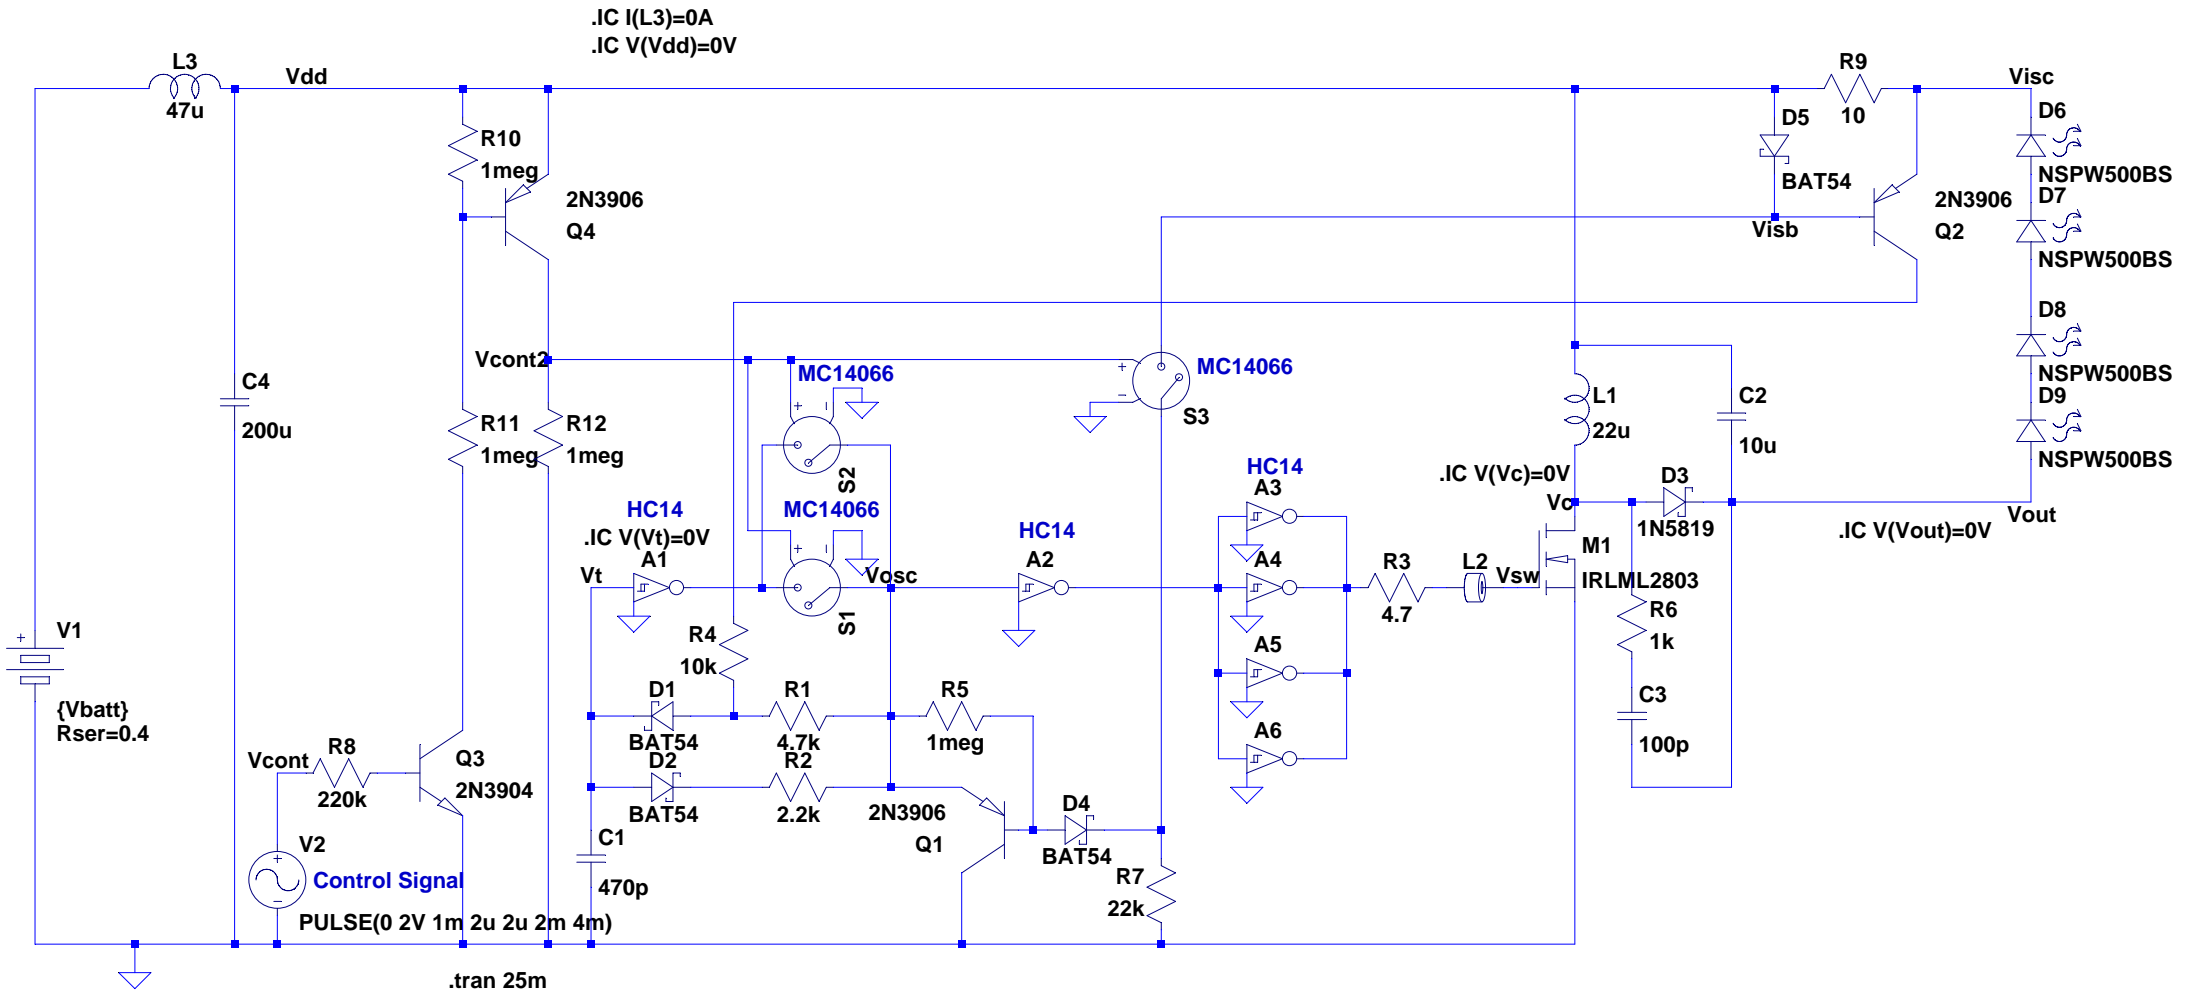 .IC I(L3)=0A
.IC V(Vdd)=0V
L3
47u
Vdd
R9
10
Visc
R10
1meg
2N3906
Q4
D5
BAT54
Visb
2N3906
Q2
D6
NSPW500BS
D7
NSPW500BS
D8
NSPW500BS
D9
NSPW500BS
Vcont2
MC14066
S2
MC14066
S1
+
-
MC14066
S3
+
-
+
-
C4
200u
R11
1meg
R12
1meg
L1
22u
C2
10u
HC14
.IC V(Vt)=0V
A1
Vt
Vosc
HC14
A2
HC14
A3
A4
A5
A6
R3
4.7
L2
Vsw
.IC V(Vc)=0V
Vc
D3
1N5819
M1
IRLML2803
Vout
.IC V(Vout)=0V
R6
1k
C3
100p
+
V1
{Vbatt}
Rser=0.4
R4
10k
D1
BAT54
R1
4.7k
R5
1meg
D2
BAT54
R2
2.2k
2N3906
Q1
D4
BAT54
R7
22k
C1
470p
Vcont
R8
220k
Q3
2N3904
V2
+
-
Control Signal
PULSE(0 2V 1m 2u 2u 2m 4m)
.tran 25m